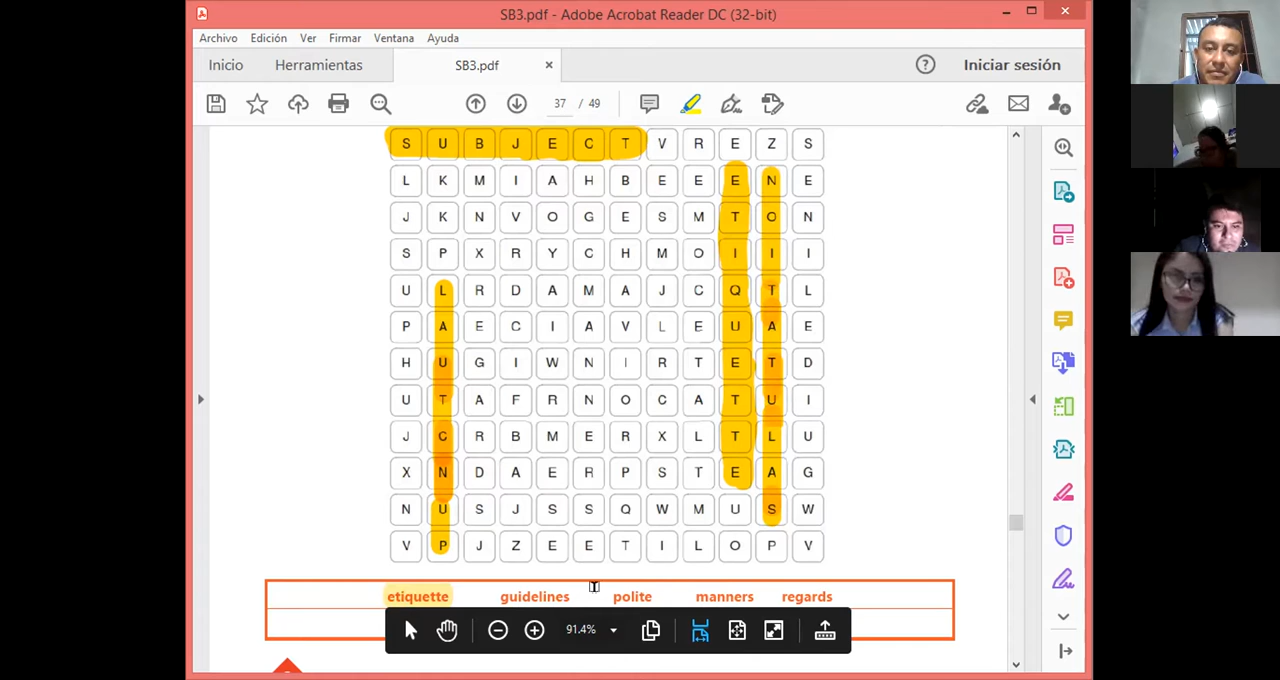 SB3.pdf - Adobe Acrobat Reader DC (32-bit)
Archivo Edición Ver Firmar Ventana Ayuda
Inicio Herramientas SB3.pdf × ? Iniciar sesión
37 / 49
S U B J E C T V R E Z S
L K M I A H B E E E N E
J K N V O G E S M T O N
S P X R Y C H M O I I I
U L R D A M A J C Q T L
P A E C I A V L E U A E
H U G I W N I R T E T D
U T A F R N O C A T U I
J C R B M E R X L T L U
X N D A E R P S T E A G
N U S J S S Q W M U S W
V P J Z E E T I L O P V
etiquette guidelines polite manners regards
91.4%